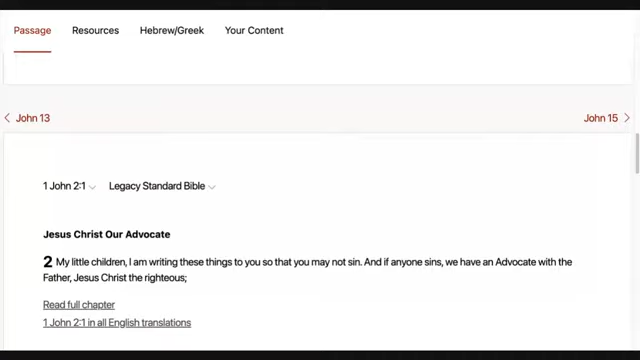 Passage Resources Hebrew/Greek Your Content
John 13 John 15
1 John 2:1 Legacy Standard Bible
Jesus Christ Our Advocate
2 My little children, I am writing these things to you so that you may not sin. And if anyone sins, we have an Advocate with the
Father, Jesus Christ the righteous;
Read full chapter
1 John 2:1 in all English translations